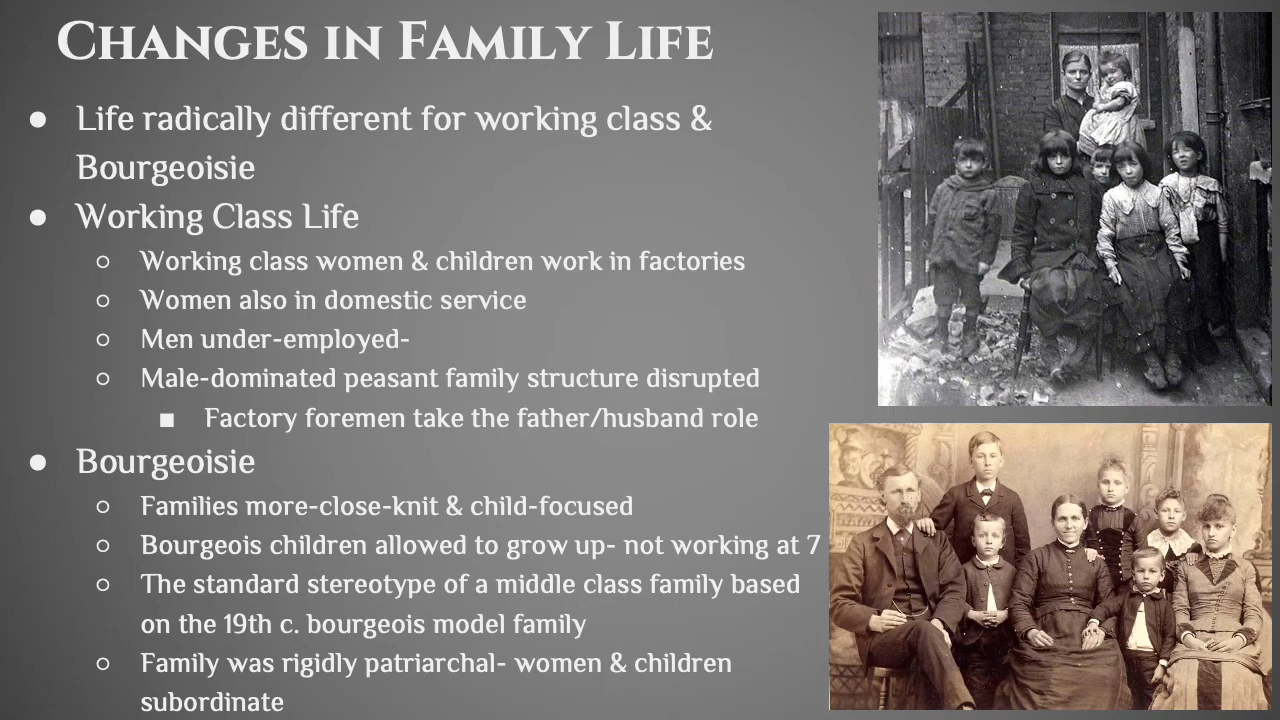 Changes in Family Life
● Life radically different for working class &
Bourgeoisie
● Working Class Life
○ Working class women & children work in factories
○ Women also in domestic service
○ Men under-employed-
○ Male-dominated peasant family structure disrupted
■ Factory foremen take the father/husband role
● Bourgeoisie
○ Families more-close-knit & child-focused
○ Bourgeois children allowed to grow up- not working at 7
○ The standard stereotype of a middle class family based
on the 19th c. bourgeois model family
○ Family was rigidly patriarchal- women & children
subordinate